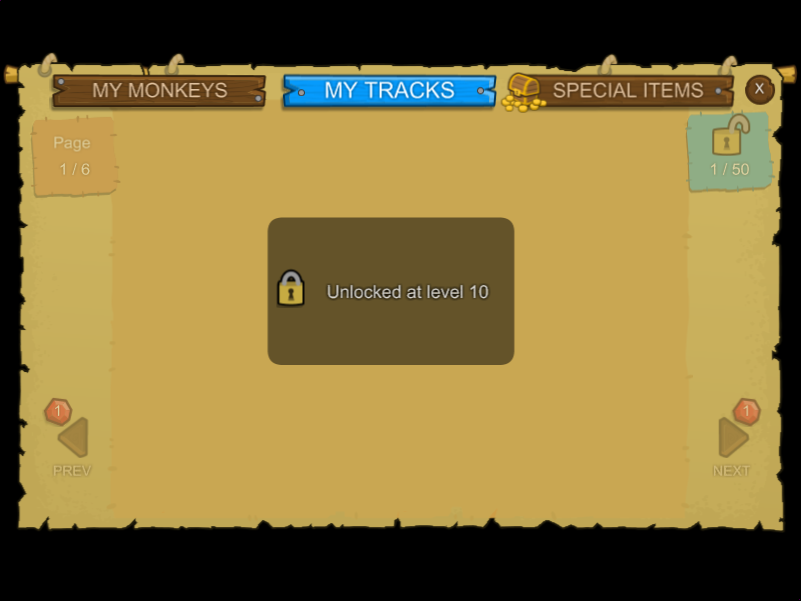 MY MONKEYS
MY TRACKS
SPECIAL ITEMS
X
Page
1 / 6
1 / 50
Unlocked at level 10
1
PREV
1
NEXT